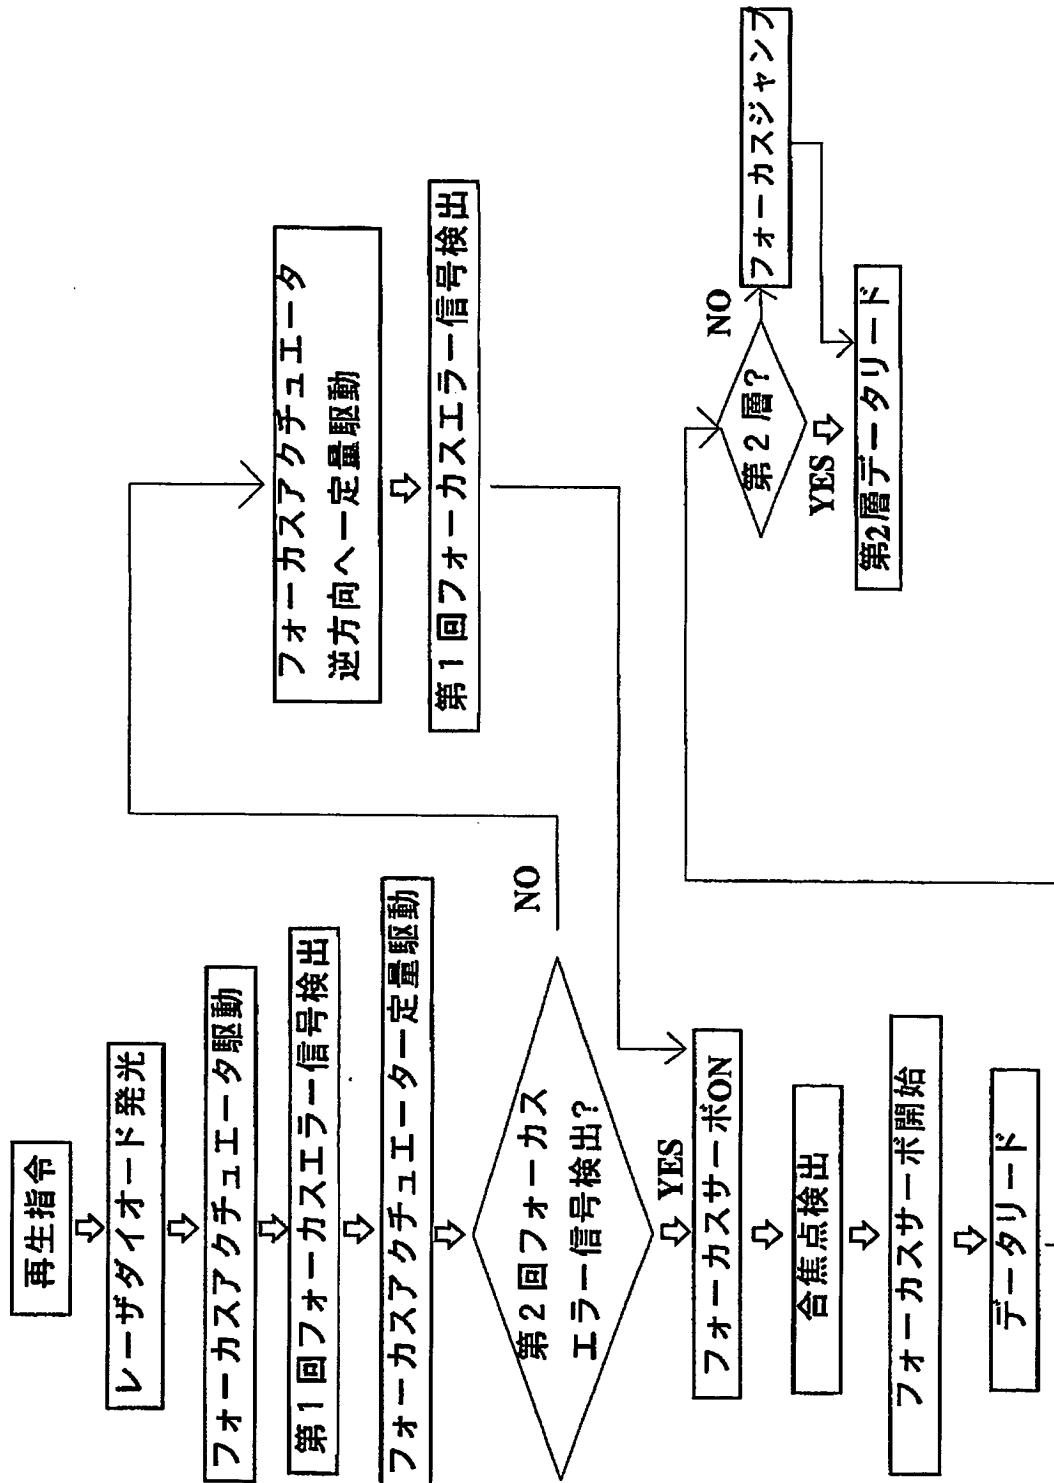 再生指令
レーザダイオード発光
フォーカスアクチュエータ駆動
第1回フォーカスエラー信号検出
フォーカスアクチュエーター定量駆動
第2回フォーカス
エラー信号検出?
NO
YES
フォーカスアクチュエータ
逆方向へ一定量駆動
第1回フォーカスエラー信号検出
フォーカスサーボON
合焦点検出
フォーカスサーボ開始
データリード
第2層?
NO
YES
フォーカスジャンプ
第2層データリード